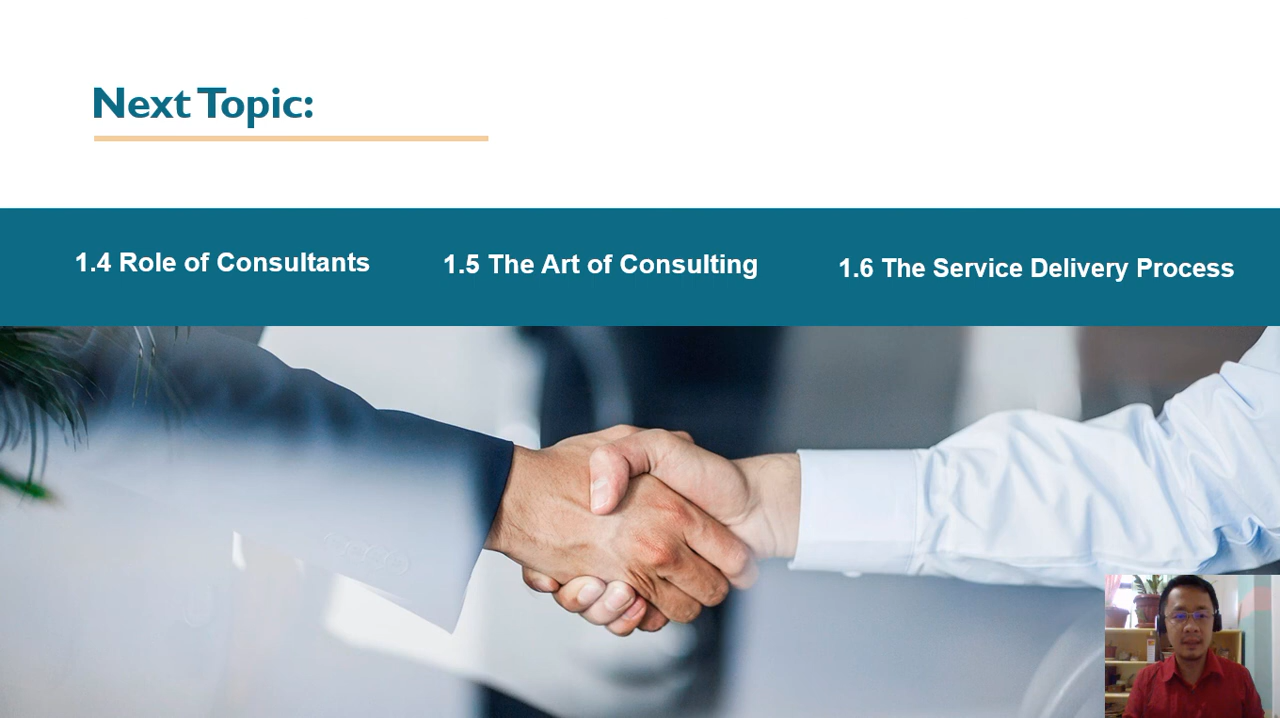 Next Topic:
1.4 Role of Consultants
1.5 The Art of Consulting
1.6 The Service Delivery Process